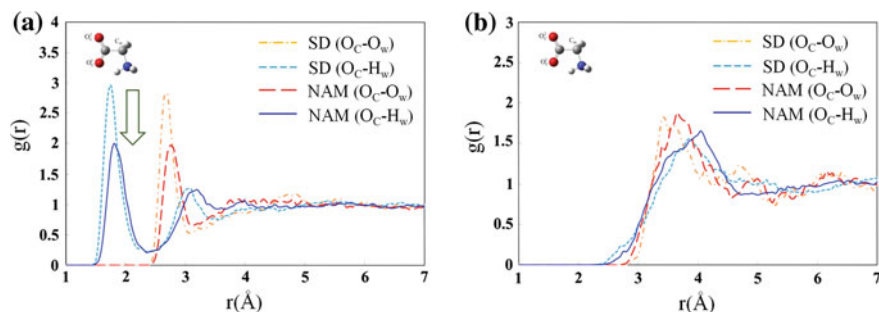 (a)
4
3.5
3
2.5
2
1.5
1
0.5
0
g(r)
SD (O_C-O_w)
SD (O_C-H_w)
NAM (O_C-O_w)
NAM (O_C-H_w)
1 2 3 4 5 6 7
r(Å)
(b)
3
2.5
2
1.5
1
0.5
0
g(r)
SD (O_C-O_w)
SD (O_C-H_w)
NAM (O_C-O_w)
NAM (O_C-H_w)
1 2 3 4 5 6 7
r(Å)